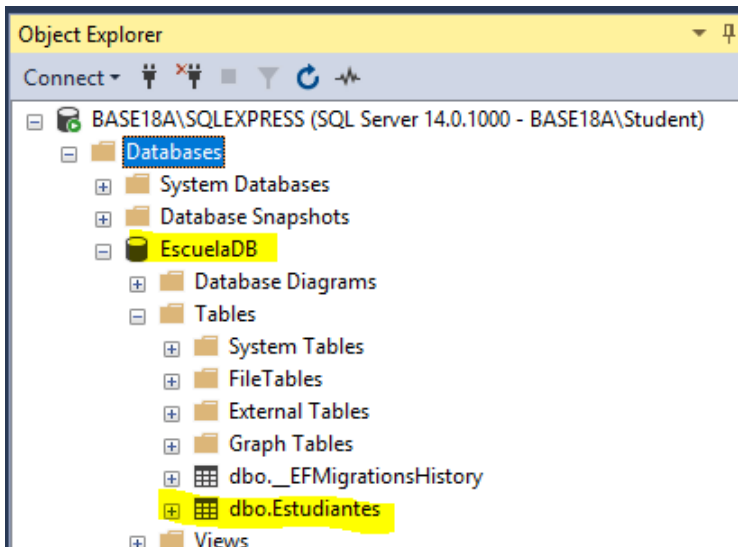 Object Explorer
Connect
BASE18A\SQLEXPRESS (SQL Server 14.0.1000 - BASE18A\Student)
Databases
System Databases
Database Snapshots
EscuelaDB
Database Diagrams
Tables
System Tables
FileTables
External Tables
Graph Tables
dbo.__EFMigrationsHistory
dbo.Estudiantes
Views